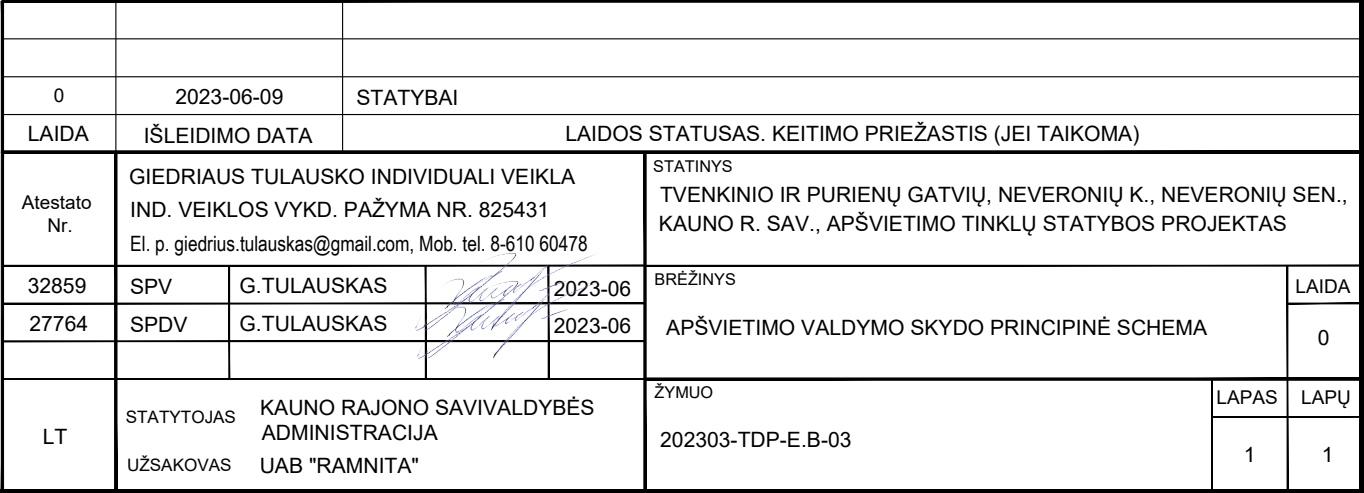 0 2023-06-09 STATYBAI
LAIDA IŠLEIDIMO DATA LAIDOS STATUSAS. KEITIMO PRIEŽASTIS (JEI TAIKOMA)
Atestato
Nr.
GIEDRIAUS TULAUSKO INDIVIDUALI VEIKLA
IND. VEIKLOS VYKD. PAŽYMA NR. 825431
El. p. giedrius.tulauskas@gmail.com, Mob. tel. 8-610 60478
STATINYS
TVENKINIO IR PURIENŲ GATVIŲ, NEVERONIŲ K., NEVERONIŲ SEN.,
KAUNO R. SAV., APŠVIETIMO TINKLŲ STATYBOS PROJEKTAS
32859 SPV G.TULAUSKAS 2023-06
27764 SPDV G.TULAUSKAS 2023-06
BRĖŽINYS
APŠVIETIMO VALDYMO SKYDO PRINCIPINĖ SCHEMA
LAIDA
0
LT
STATYTOJAS KAUNO RAJONO SAVIVALDYBĖS
ADMINISTRACIJA
UŽSAKOVAS UAB "RAMNITA"
ŽYMUO
202303-TDP-E.B-03
LAPAS LAPŲ
1 1